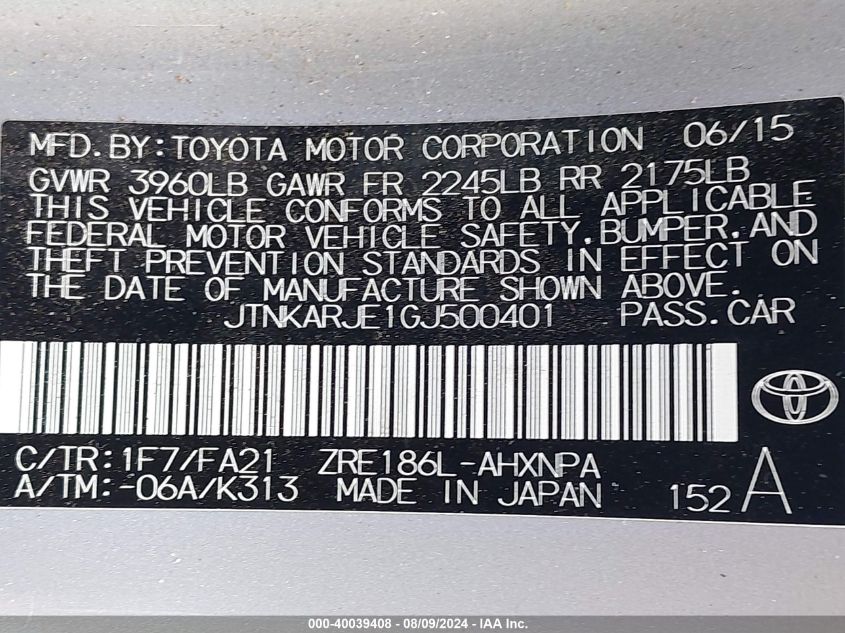 MFD.BY:TOYOTA MOTOR CORPORATION 06/15
GVWR 3960LB GAWR FR 2245LB RR 2175LB
THIS VEHICLE CONFORMS TO ALL APPLICABLE
FEDERAL MOTOR VEHICLE SAFETY,BUMPER,AND
THEFT PREVENTION STANDARDS IN EFFECT ON
THE DATE OF MANUFACTURE SHOWN ABOVE.
JTNKARJE1GJ500401 PASS.CAR
C/TR:1F7/FA21 ZRE186L-AHXNPA
A/TM:-06A/K313 MADE IN JAPAN 152 A
000-40039408 - 08/09/2024 - IAA Inc.